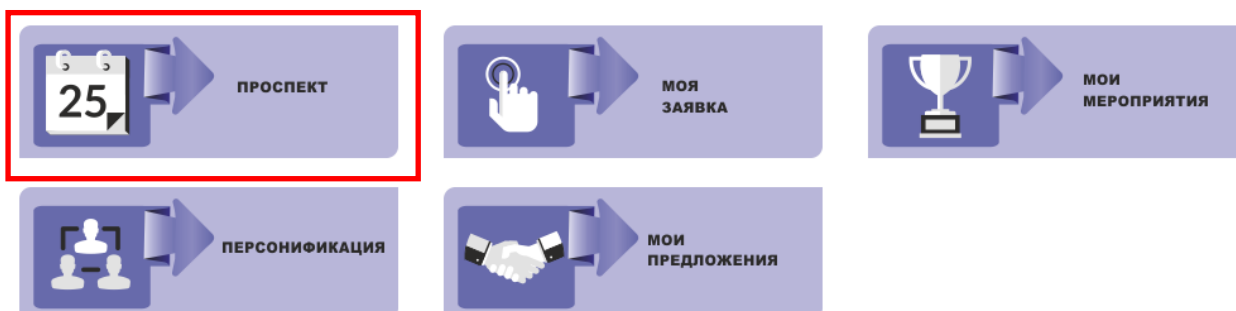 25
ПРОСПЕКТ
МОЯ
ЗАЯВКА
МОИ
МЕРОПРИЯТИЯ
ПЕРСОНИФИКАЦИЯ
МОИ
ПРЕДЛОЖЕНИЯ